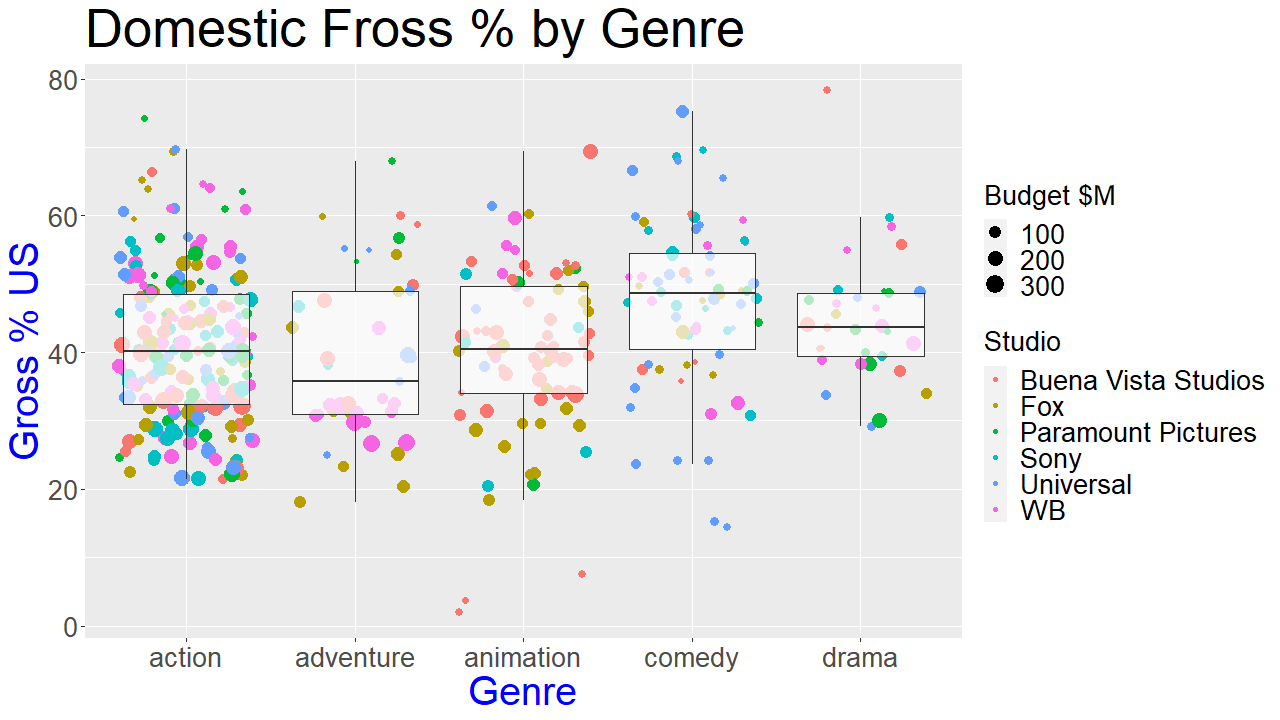 Domestic Fross % by Genre
Gross % US
80
60
40
20
0
action adventure animation comedy drama
Genre
Budget $M
100
200
300
Studio
Buena Vista Studios
Fox
Paramount Pictures
Sony
Universal
WB